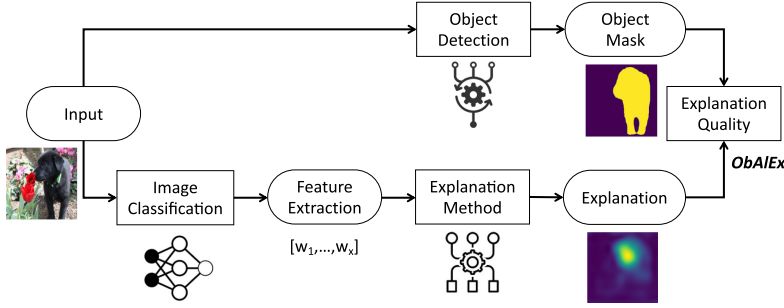 Object
Detection
Object
Mask
Input
Explanation
Quality
ObAlEx
Image
Classification
Feature
Extraction
Explanation
Method
Explanation
[w₁,...,wₓ]